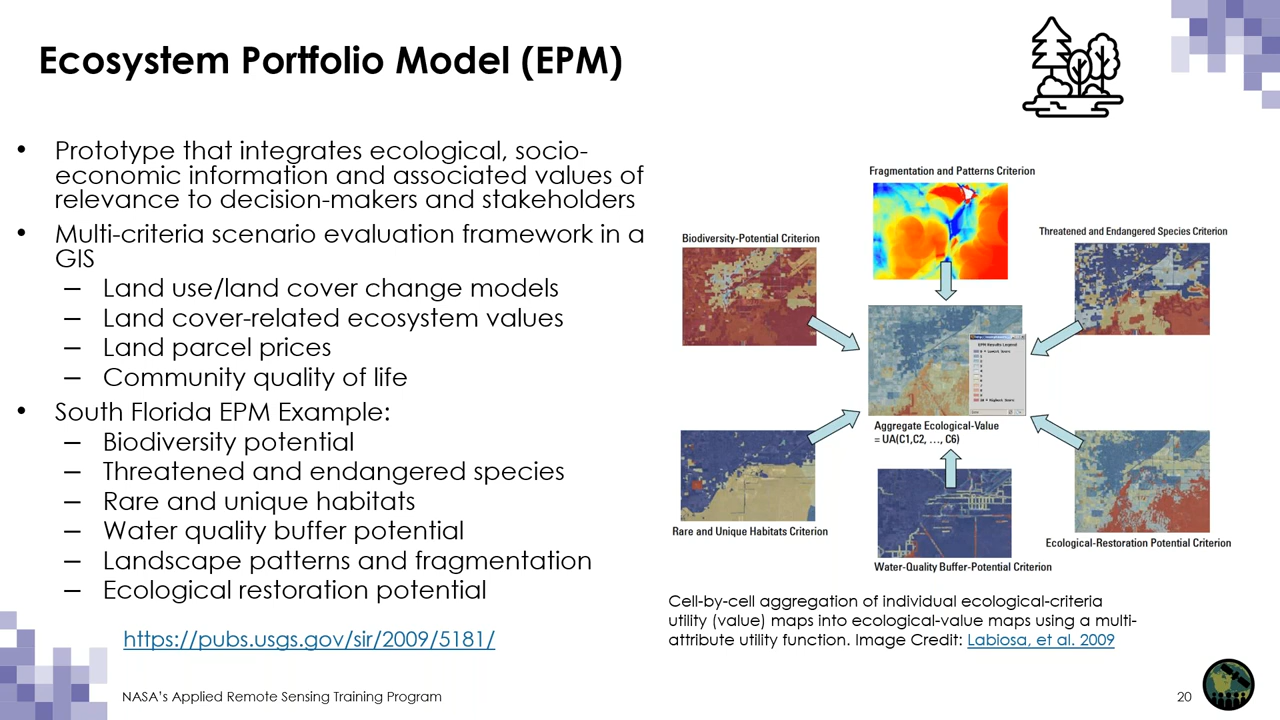 Ecosystem Portfolio Model (EPM)
• Prototype that integrates ecological, socio-
economic information and associated values of
relevance to decision-makers and stakeholders
• Multi-criteria scenario evaluation framework in a
GIS
– Land use/land cover change models
– Land cover-related ecosystem values
– Land parcel prices
– Community quality of life
• South Florida EPM Example:
– Biodiversity potential
– Threatened and endangered species
– Rare and unique habitats
– Water quality buffer potential
– Landscape patterns and fragmentation
– Ecological restoration potential
https://pubs.usgs.gov/sir/2009/5181/
Fragmentation and Patterns Criterion
Biodiversity-Potential Criterion
Threatened and Endangered Species Criterion
EPM Results Legend
Aggregate Ecological-Value
= UA(C1,C2, …, C6)
Rare and Unique Habitats Criterion
Water-Quality Buffer-Potential Criterion
Ecological-Restoration Potential Criterion
Cell-by-cell aggregation of individual ecological-criteria
utility (value) maps into ecological-value maps using a multi-
attribute utility function. Image Credit: Labiosa, et al. 2009
NASA's Applied Remote Sensing Training Program
20